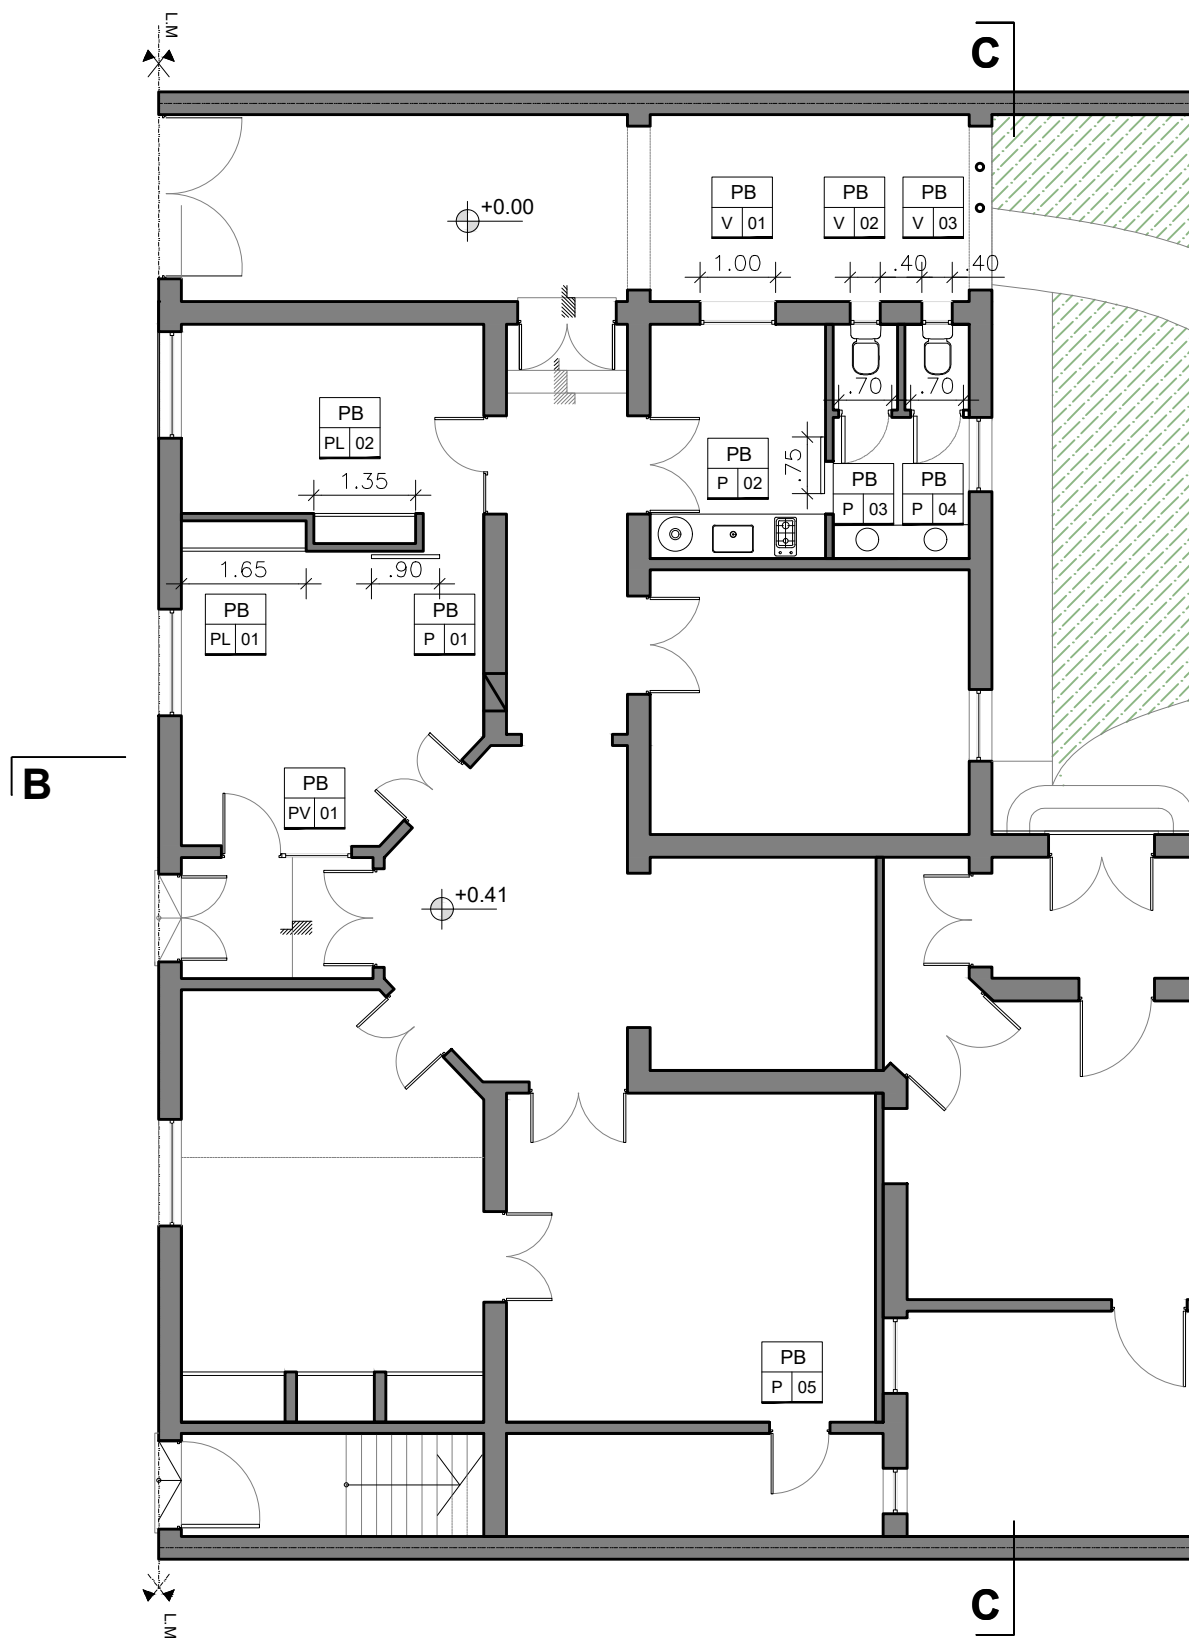 L.M
C
PB PB PB
V 01 V 02 V 03
+0.00
1.00 .40 .40
.70 .70
PB
PL 02
PB
P 02
.75
1.35
PB PB
P 03 P 04
1.65 .90
PB PB
PL 01 P 01
B
PB
PV 01
+0.41
PB
P 05
C
L.M